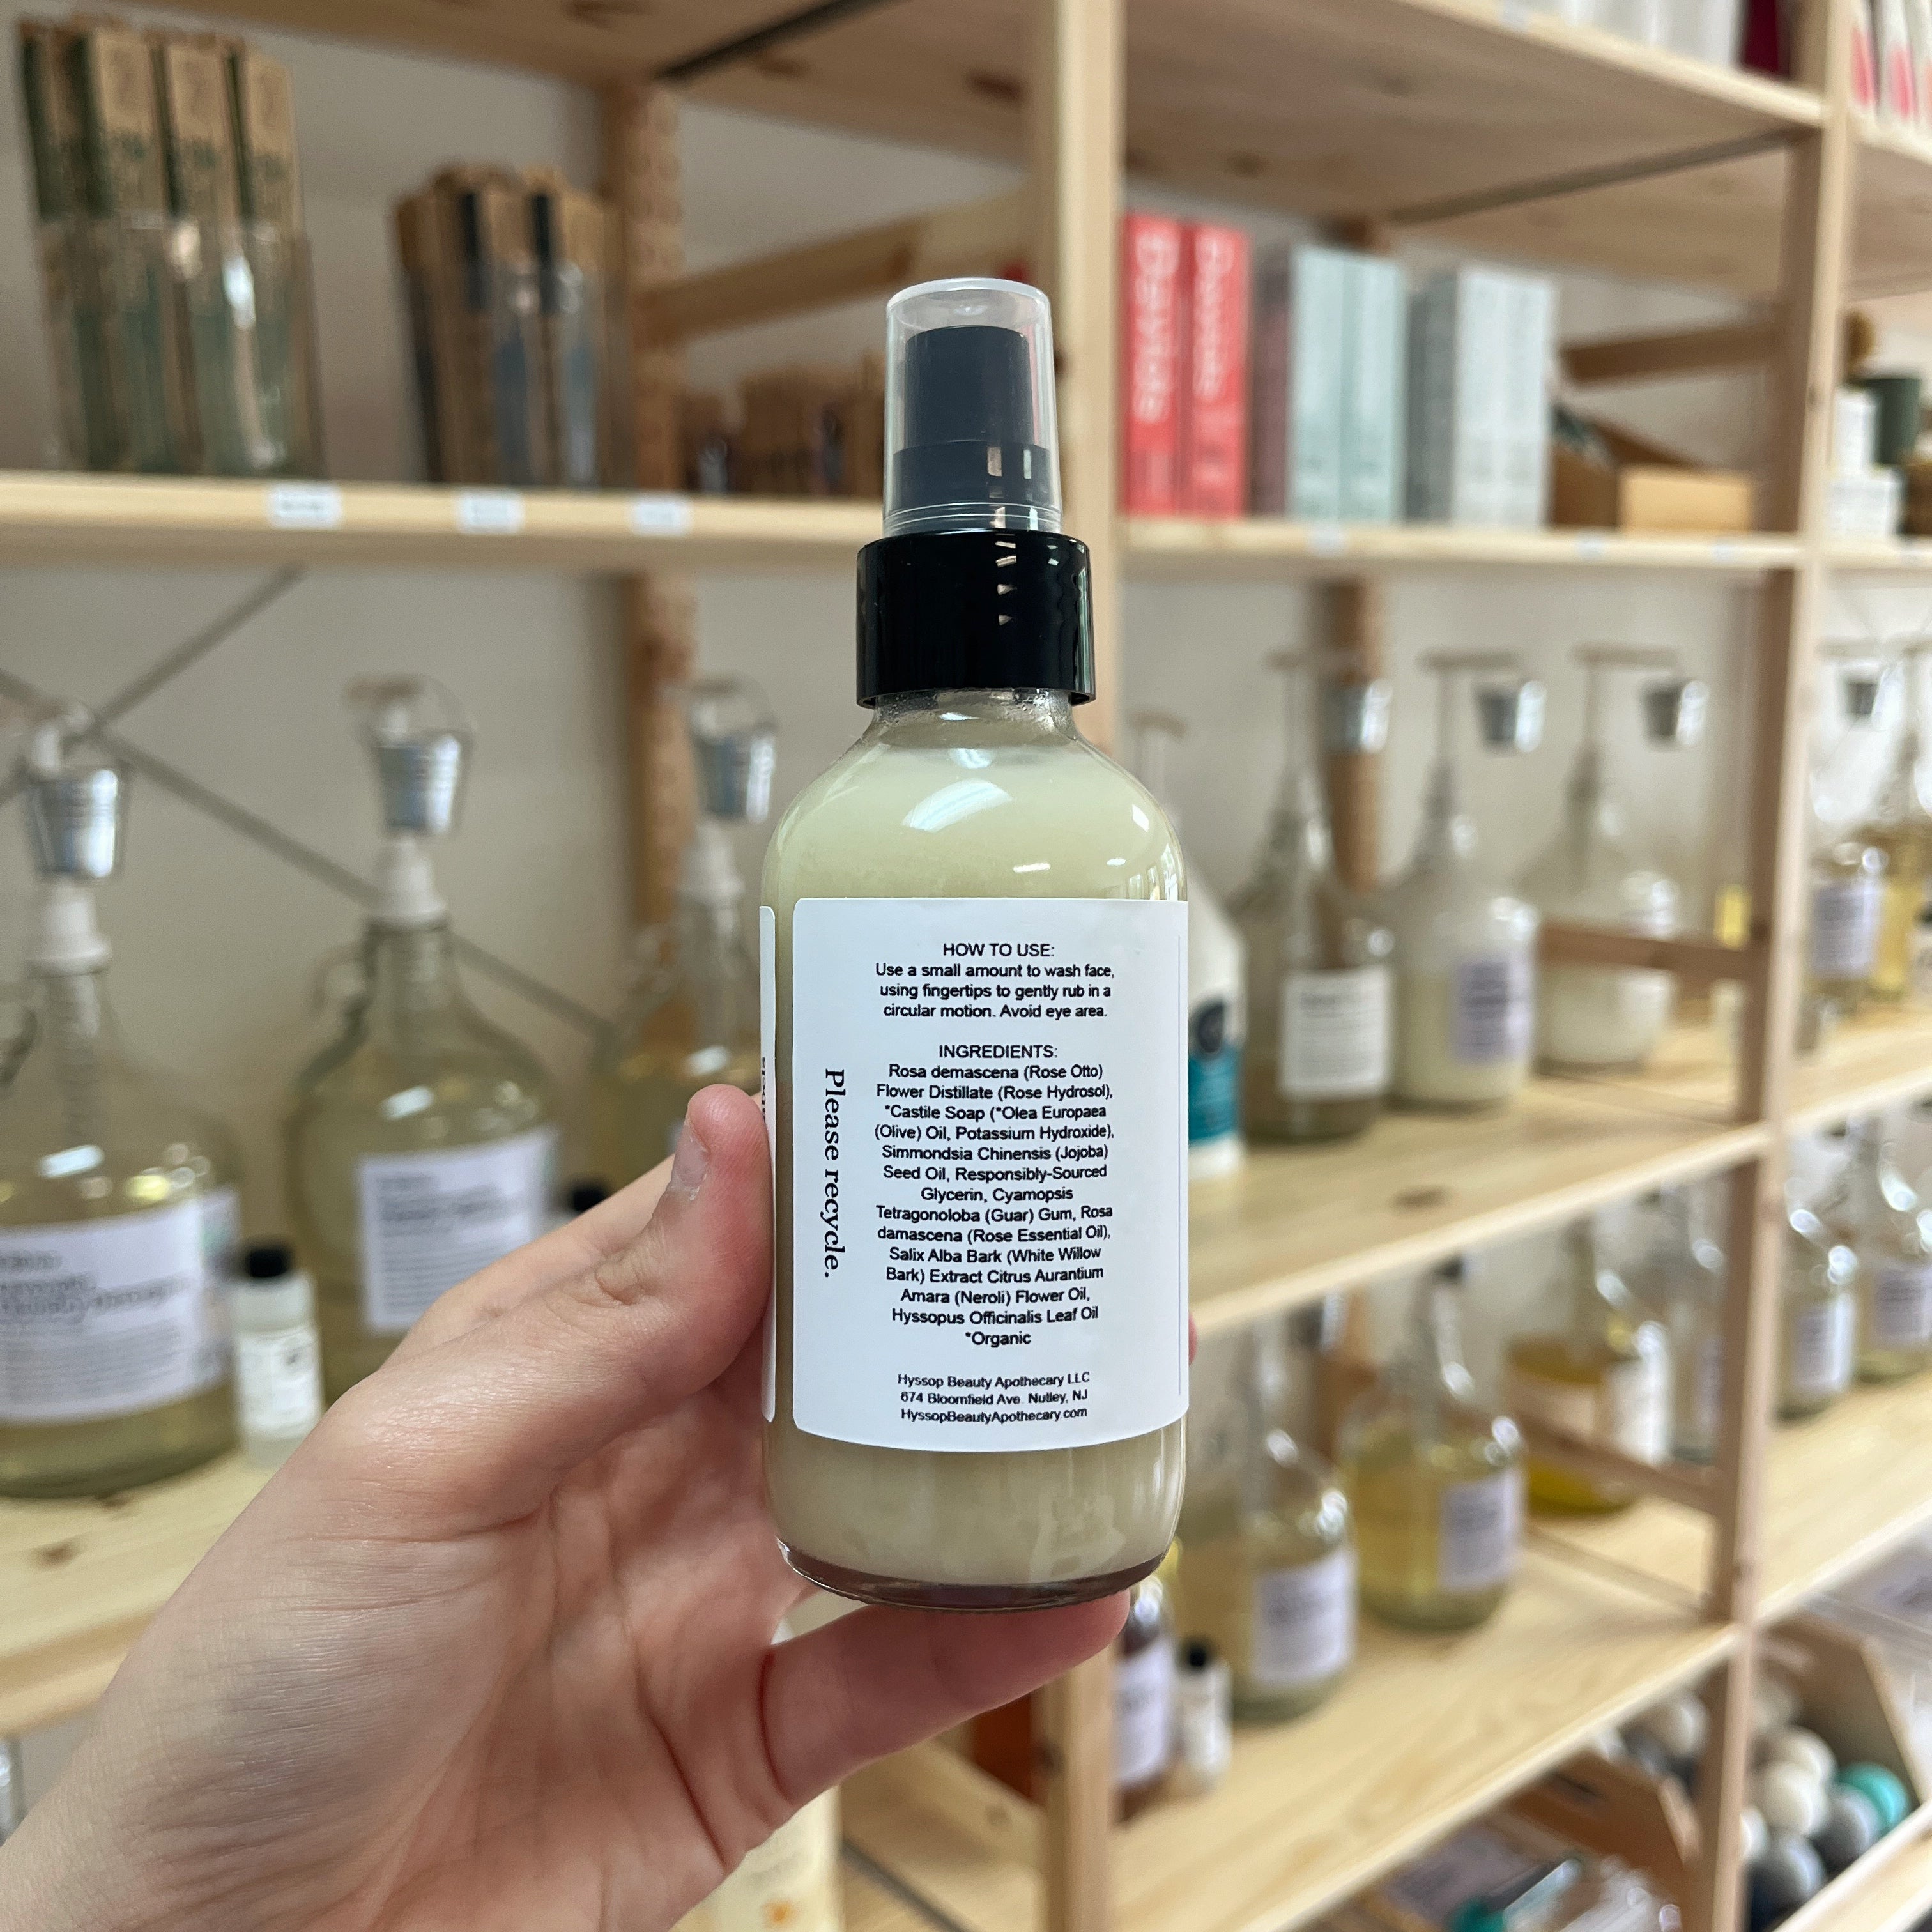 Davids
Davids
HOW TO USE:
Use a small amount to wash face,
using fingertips to gently rub in a
circular motion. Avoid eye area.
INGREDIENTS:
Rosa demascena (Rose Otto)
Flower Distillate (Rose Hydrosol),
*Castile Soap (*Olea Europaea
(Olive) Oil, Potassium Hydroxide),
Simmondsia Chinensis (Jojoba)
Seed Oil, Responsibly-Sourced
Glycerin, Cyamopsis
Tetragonoloba (Guar) Gum, Rosa
damascena (Rose Essential Oil),
Salix Alba Bark (White Willow
Bark) Extract Citrus Aurantium
Amara (Neroli) Flower Oil,
Hyssopus Officinalis Leaf Oil
*Organic
Hyssop Beauty Apothecary LLC
674 Bloomfield Ave. Nutley, NJ
HyssopBeautyApothecary.com
Please recycle.